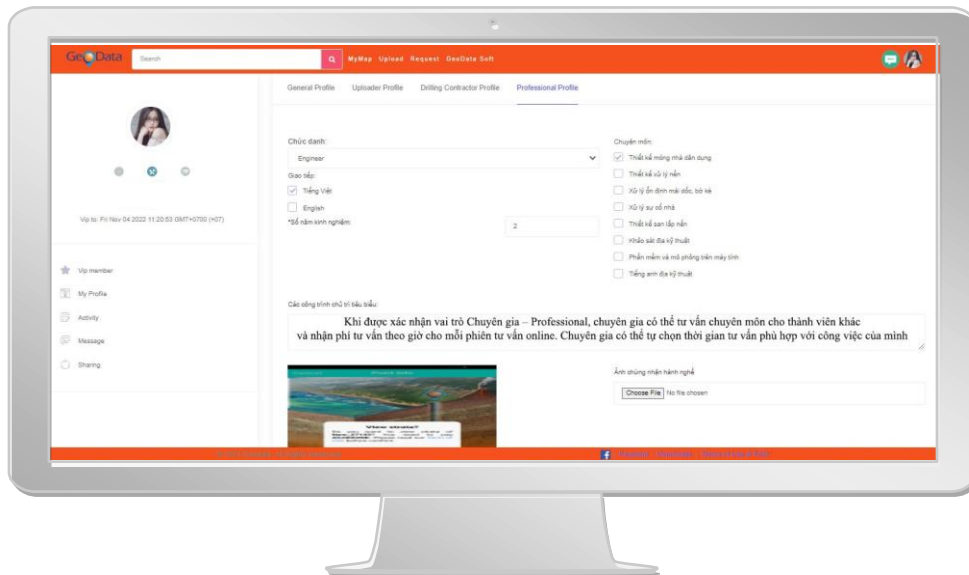 GeoData
Search
MyMap Upload Request GeoData Soft
General Profile Uploader Profile Drilling Contractor Profile Professional Profile
Chức danh:
Engineer
Giao tiếp:
Tiếng Việt
English
*Số năm kinh nghiệm:
2
Chuyên môn:
Thiết kế móng nhà dân dụng
Thiết kế xử lý nền
Xử lý ổn định mái dốc, bờ kè
Xử lý sự cố nhà
Thiết kế san lấp nền
Khảo sát địa kỹ thuật
Phần mềm và mô phỏng trên máy tính
Tiếng anh địa kỹ thuật
Vip to: Fri Nov 04 2022 11:20:53 GMT+0700 (+07)
Vip member
My Profile
Activity
Message
Sharing
Các công trình chủ trì tiêu biểu:
Khi được xác nhận vai trò Chuyên gia – Professional, chuyên gia có thể tư vấn chuyên môn cho thành viên khác
và nhận phí tư vấn theo giờ cho mỗi phiên tư vấn online. Chuyên gia có thể tự chọn thời gian tư vấn phù hợp với công việc của mình
Ảnh chứng nhận hành nghề
Choose File No file chosen
View strata?